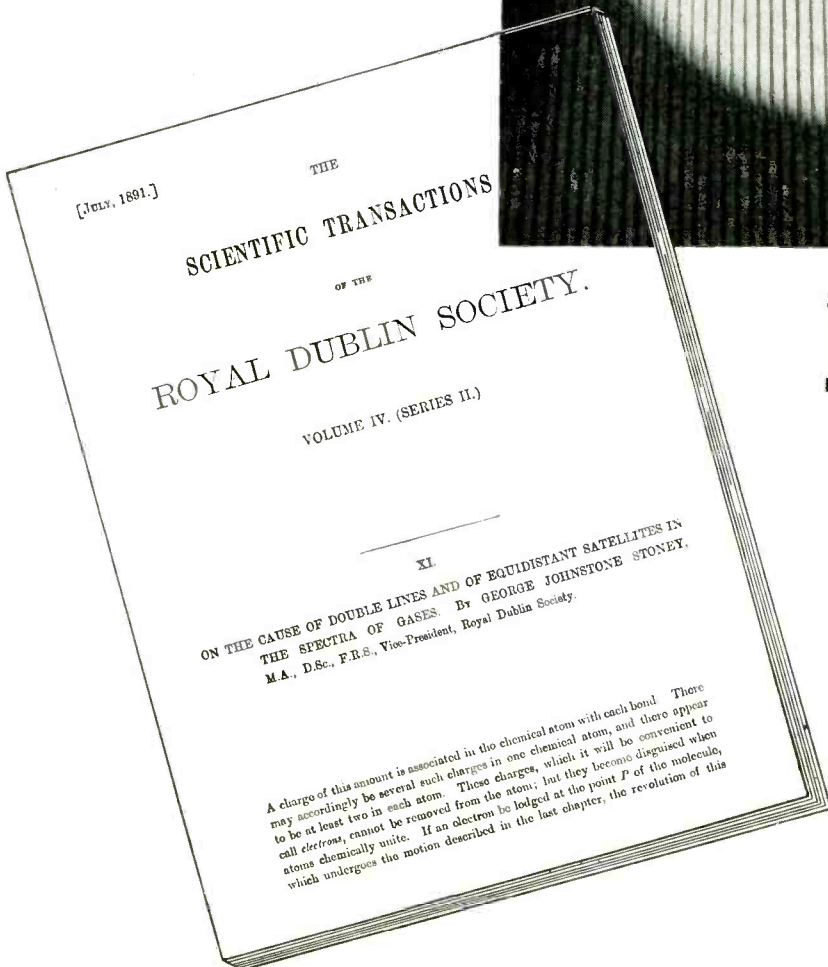 [JULY, 1891.]
THE
SCIENTIFIC TRANSACTIONS
OF THE
ROYAL DUBLIN SOCIETY.
VOLUME IV. (SERIES II.)
XI.
ON THE CAUSE OF DOUBLE LINES AND OF EQUIDISTANT SATELLITES IN
THE SPECTRA OF GASES. BY GEORGE JOHNSTONE STONEY,
M.A., D.Sc., F.R.S., Vice-President, Royal Dublin Society.
A charge of this amount is associated in the chemical atom with each bond. There
may accordingly be several such charges in one chemical atom, and there appear
to be at least two in each atom. These charges, which it will be convenient to
call electrons, cannot be removed from the atom; but they become disguised when
atoms chemically unite. If an electron be lodged at the point P of the molecule,
which undergoes the motion described in the last chapter, the revolution of this